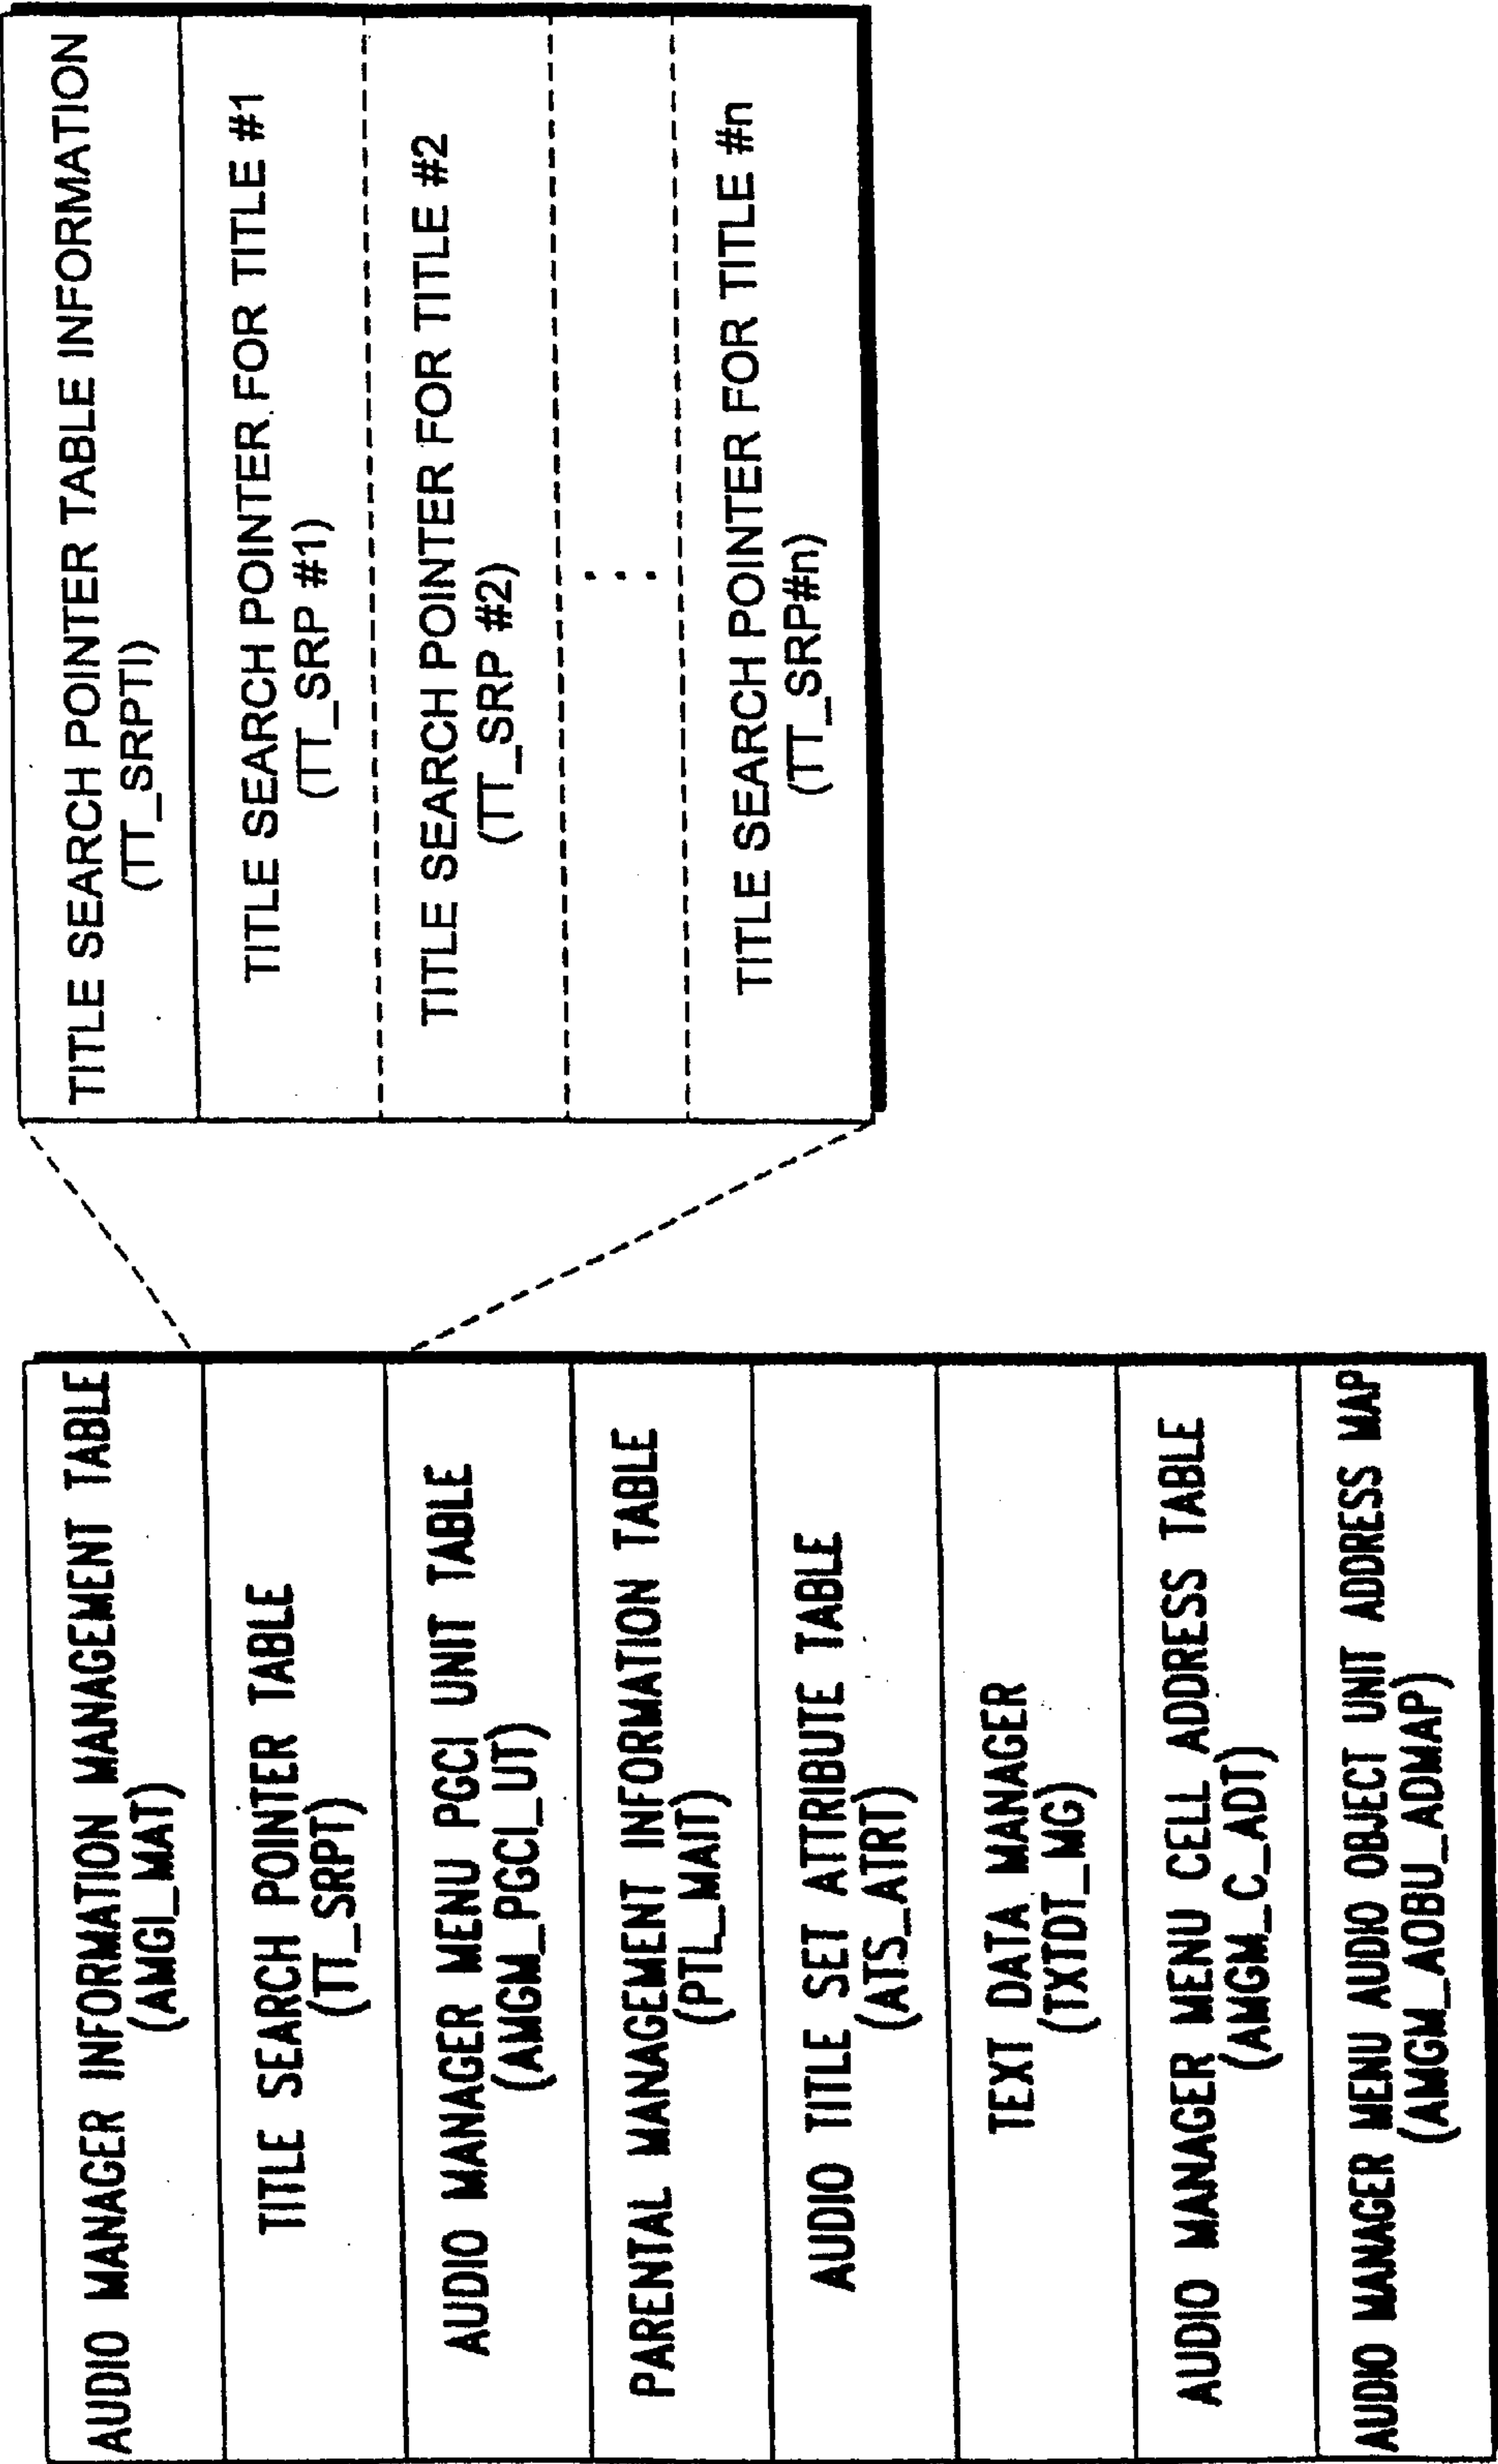 AUDIO MANAGER INFORMATION MANAGEMENT TABLE
(AMGI_MAT)
TITLE SEARCH POINTER TABLE
(TT_SRPT)
AUDIO MANAGER MENU PGCI UNIT TABLE
(AMGM_PGCI_UT)
PARENTAL MANAGEMENT INFORMATION TABLE
(PTL_MAIT)
AUDIO TITLE SET ATTRIBUTE TABLE
(ATS_ATRT)
TEXT DATA MANAGER
(TXTDT_MG)
AUDIO MANAGER MENU CELL ADDRESS TABLE
(AMGM_C_ADT)
AUDIO MANAGER MENU AUDIO OBJECT UNIT ADDRESS MAP
(AMGM_AOBU_ADMAP)
TITLE SEARCH POINTER TABLE INFORMATION
(TT_SRPTI)
TITLE SEARCH POINTER FOR TITLE #1
(TT_SRP #1)
TITLE SEARCH POINTER FOR TITLE #2
(TT_SRP #2)
...
TITLE SEARCH POINTER FOR TITLE #n
(TT_SRP#n)